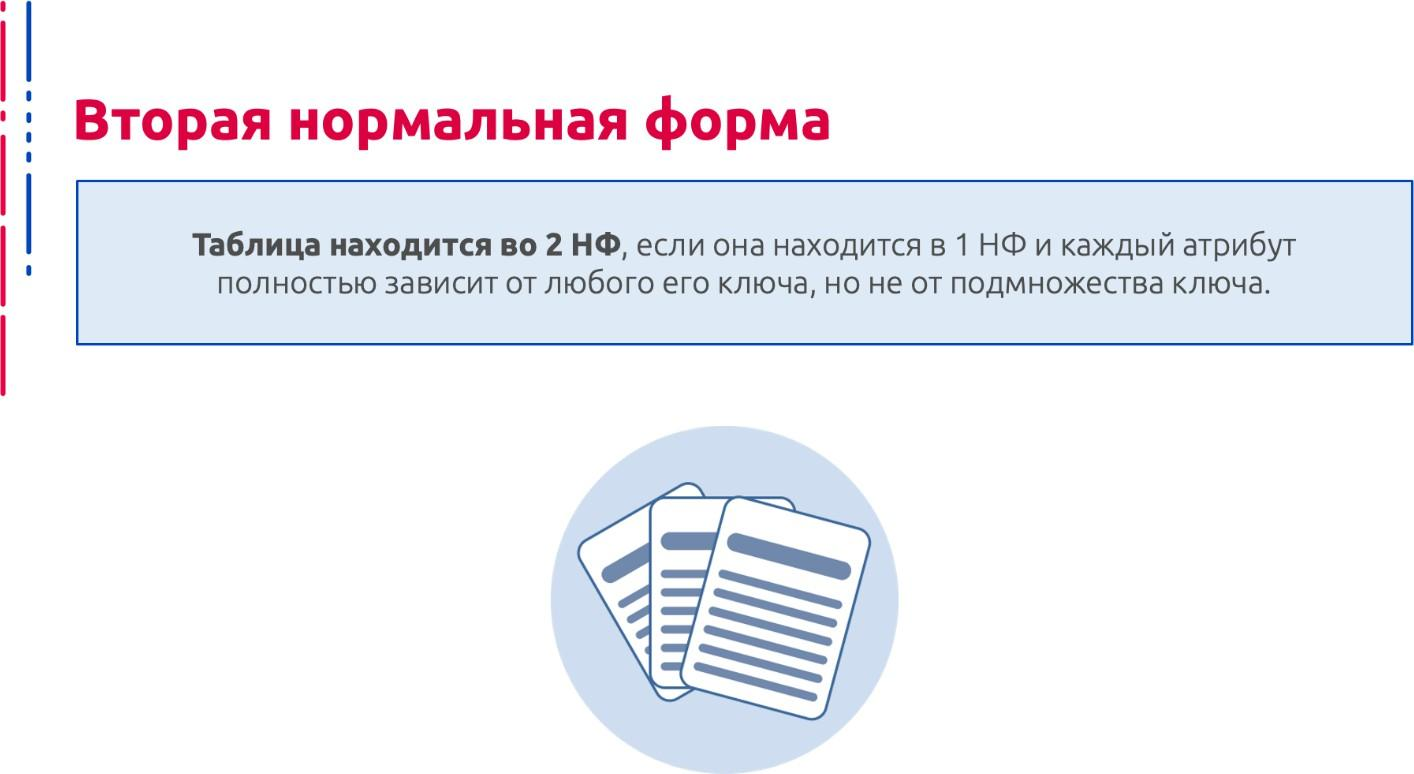 Вторая нормальная форма
Таблица находится во 2 НФ, если она находится в 1 НФ и каждый атрибут
полностью зависит от любого его ключа, но не от подмножества ключа.